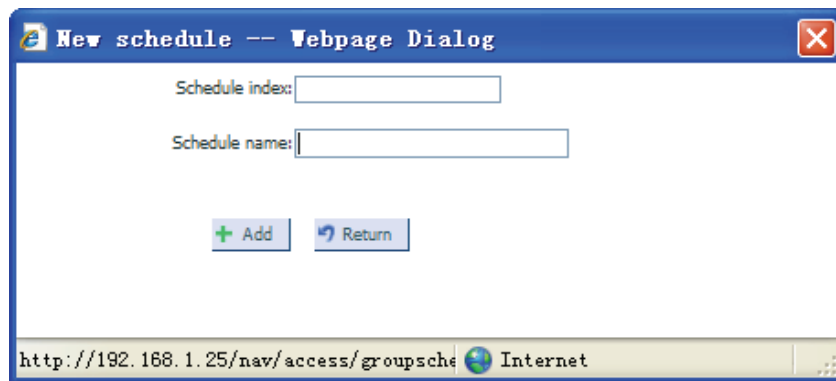 New schedule -- Webpage Dialog
Schedule index:
Schedule name:
Add Return
http://192.168.1.25/nav/access/groupsche Internet